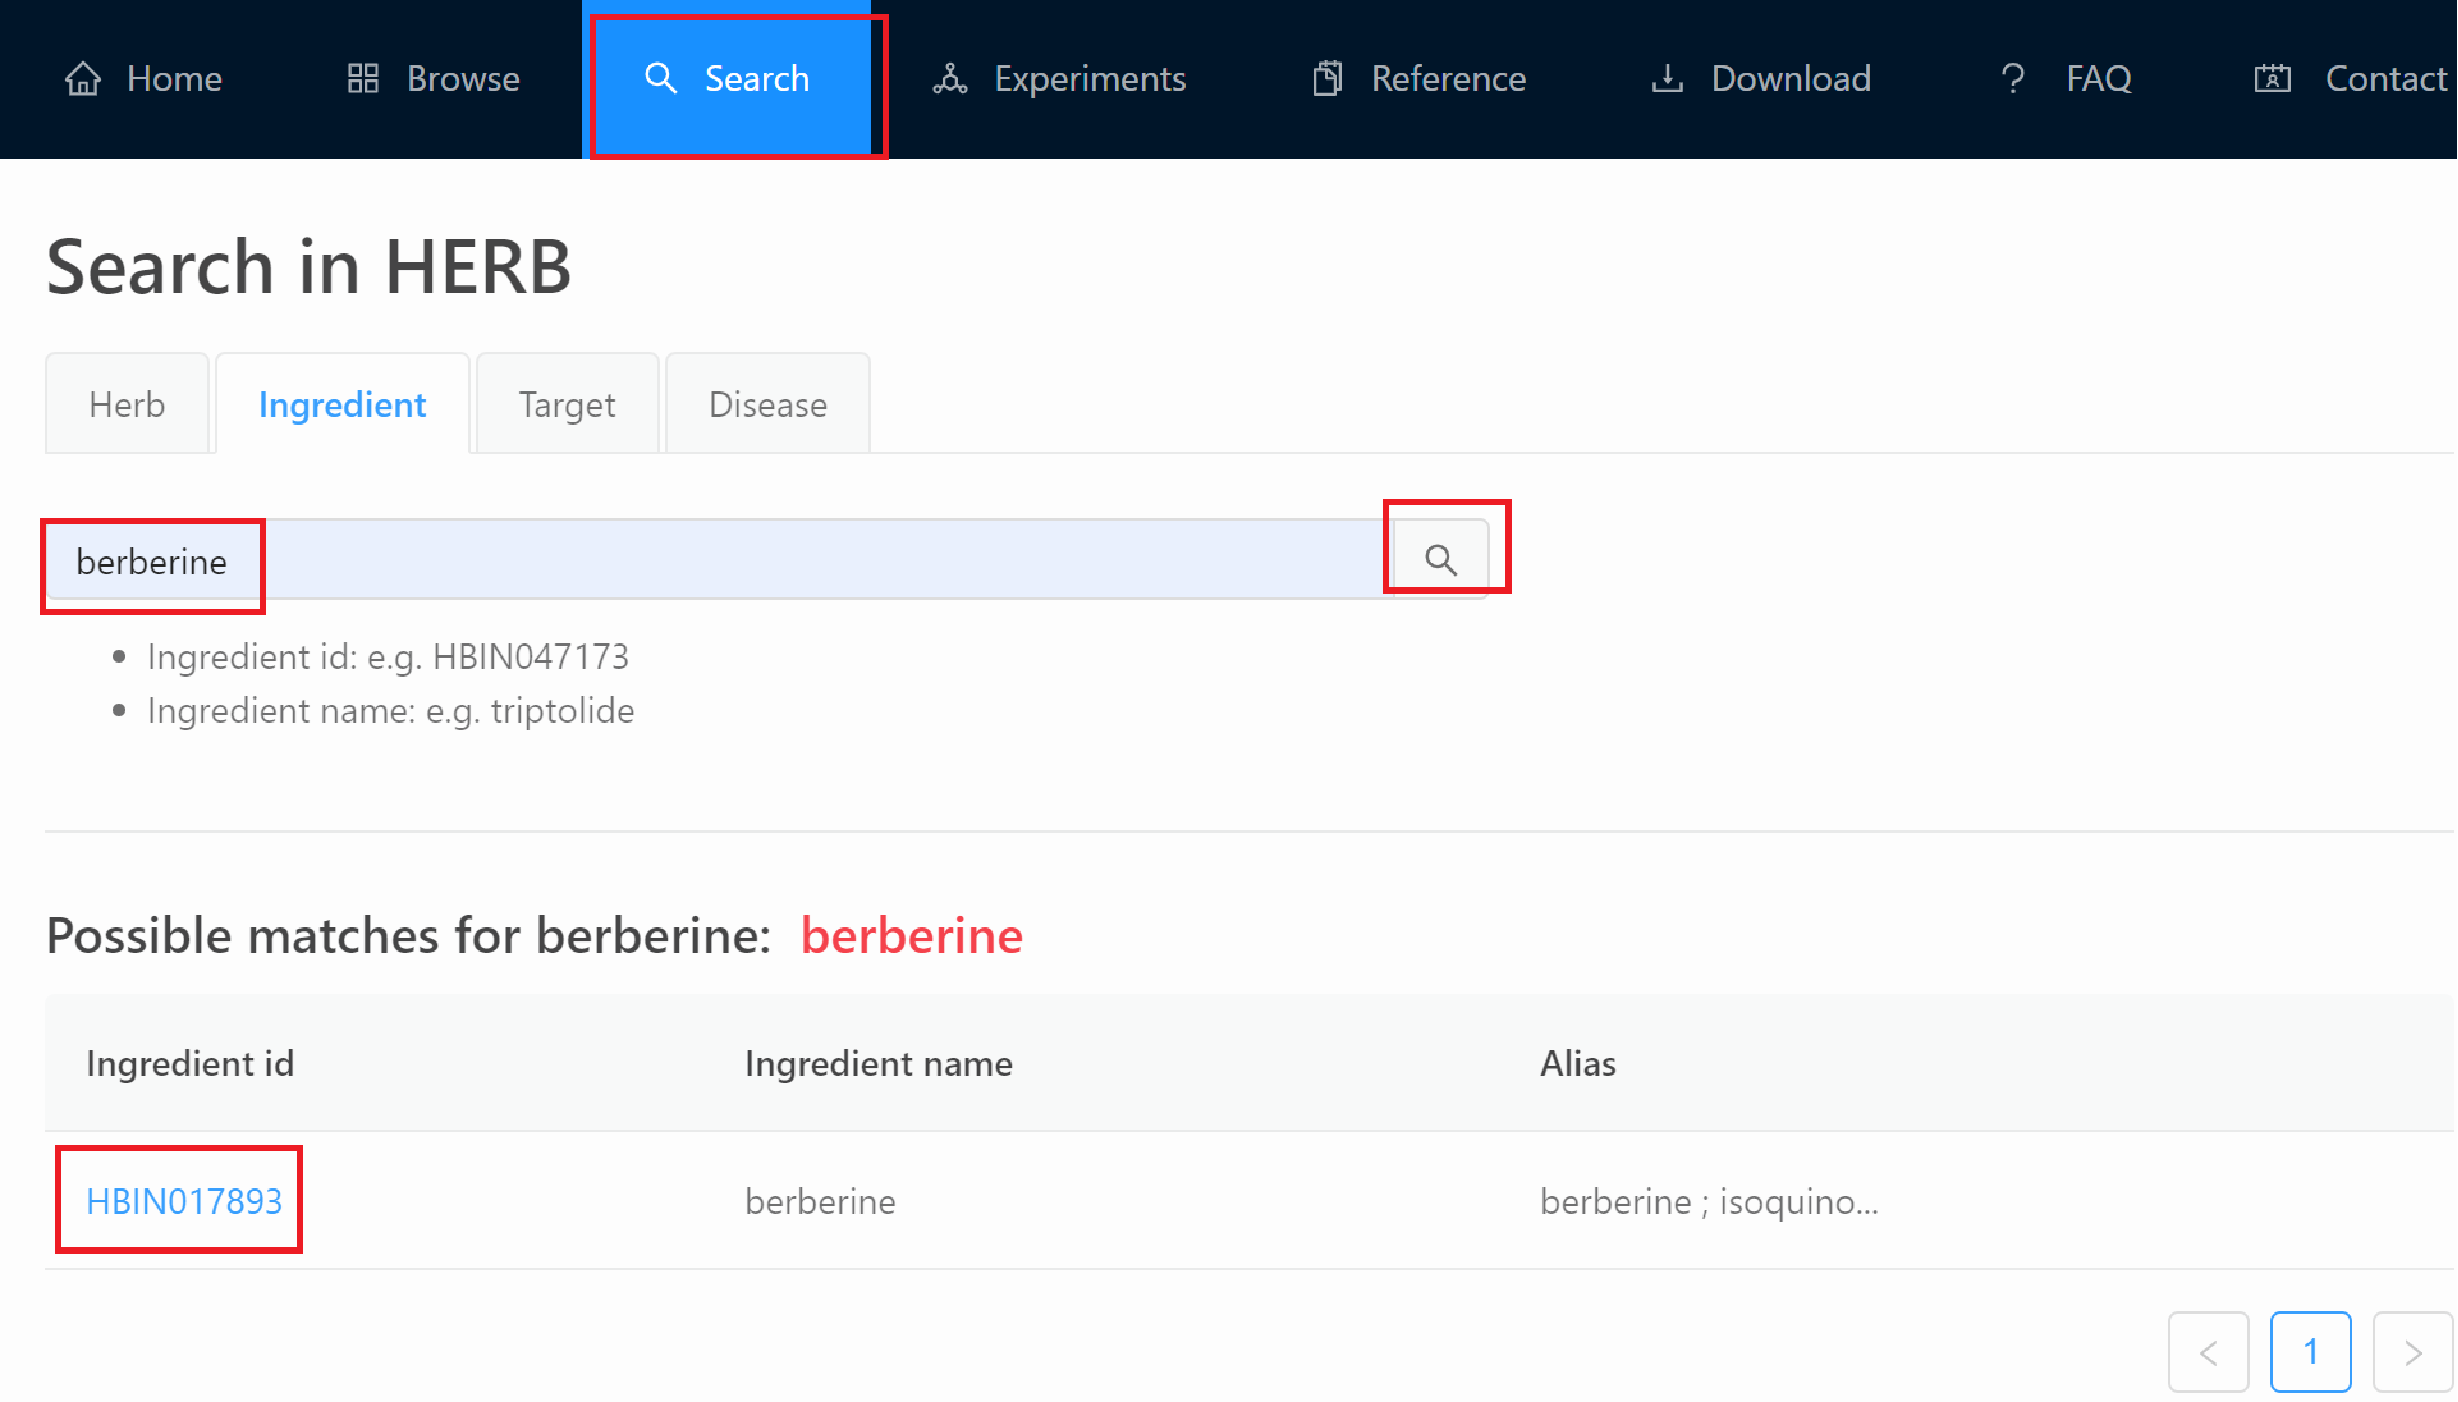 Home Browse Search Experiments Reference Download FAQ Contact
Search in HERB
Herb Ingredient Target Disease
berberine
Ingredient id: e.g. HBIN047173
Ingredient name: e.g. triptolide
Possible matches for berberine: berberine
Ingredient id Ingredient name Alias
HBIN017893 berberine berberine ; isoquino...
< 1 >